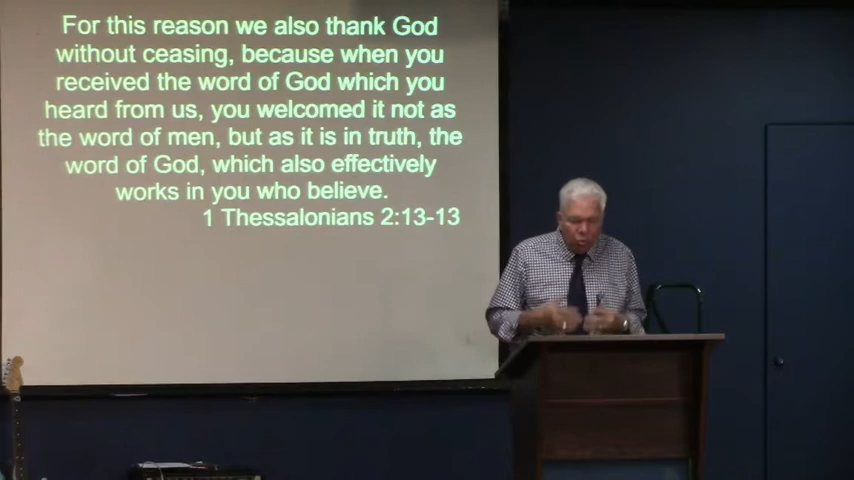 For this reason we also thank God
without ceasing, because when you
received the word of God which you
heard from us, you welcomed it not as
the word of men, but as it is in truth, the
word of God, which also effectively
works in you who believe.
1 Thessalonians 2:13-13